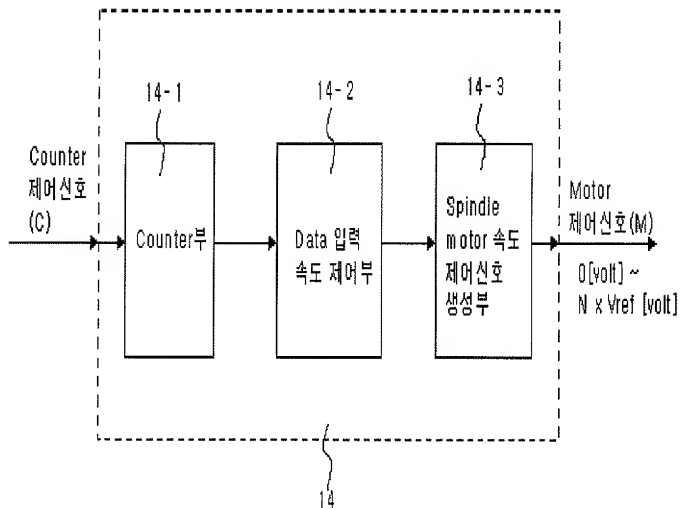 14-1
14-2
14-3
Counter
제어신호
(C)
Counter부
Data 입력
속도 제어부
Spindle
motor 속도
제어신호
생성부
Motor
제어신호(M)
0[volt] ~
N x Vref [volt]
14